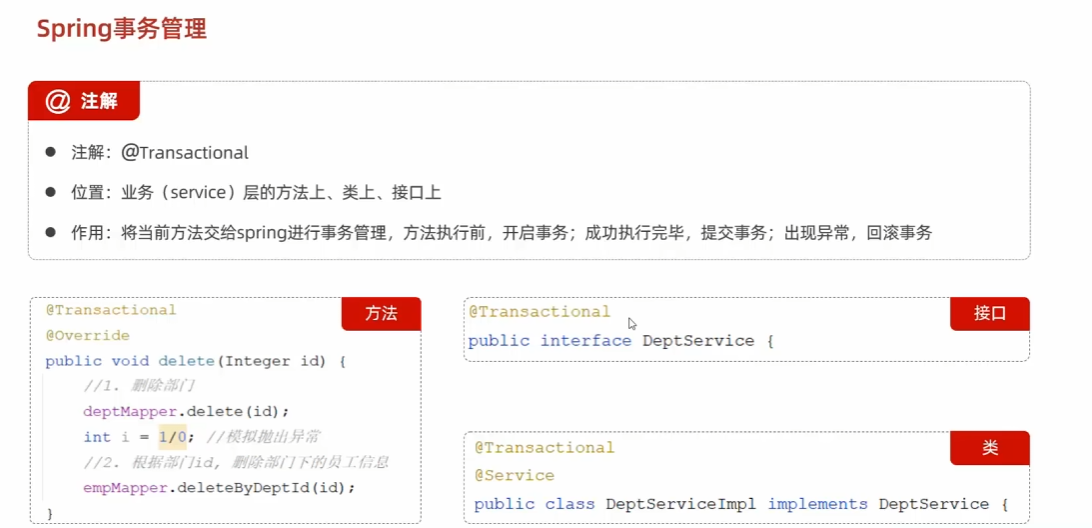 Spring事务管理
@ 注解
● 注解：@Transactional
● 位置：业务（service）层的方法上、类上、接口上
● 作用：将当前方法交给spring进行事务管理，方法执行前，开启事务；成功执行完毕，提交事务；出现异常，回滚事务
方法
@Transactional
@Override
public void delete(Integer id) {
//1. 删除部门
deptMapper.delete(id);
int i = 1/0; //模拟抛出异常
//2. 根据部门id, 删除部门下的员工信息
empMapper.deleteByDeptId(id);
}
接口
@Transactional
public interface DeptService {
类
@Transactional
@Service
public class DeptServiceImpl implements DeptService {